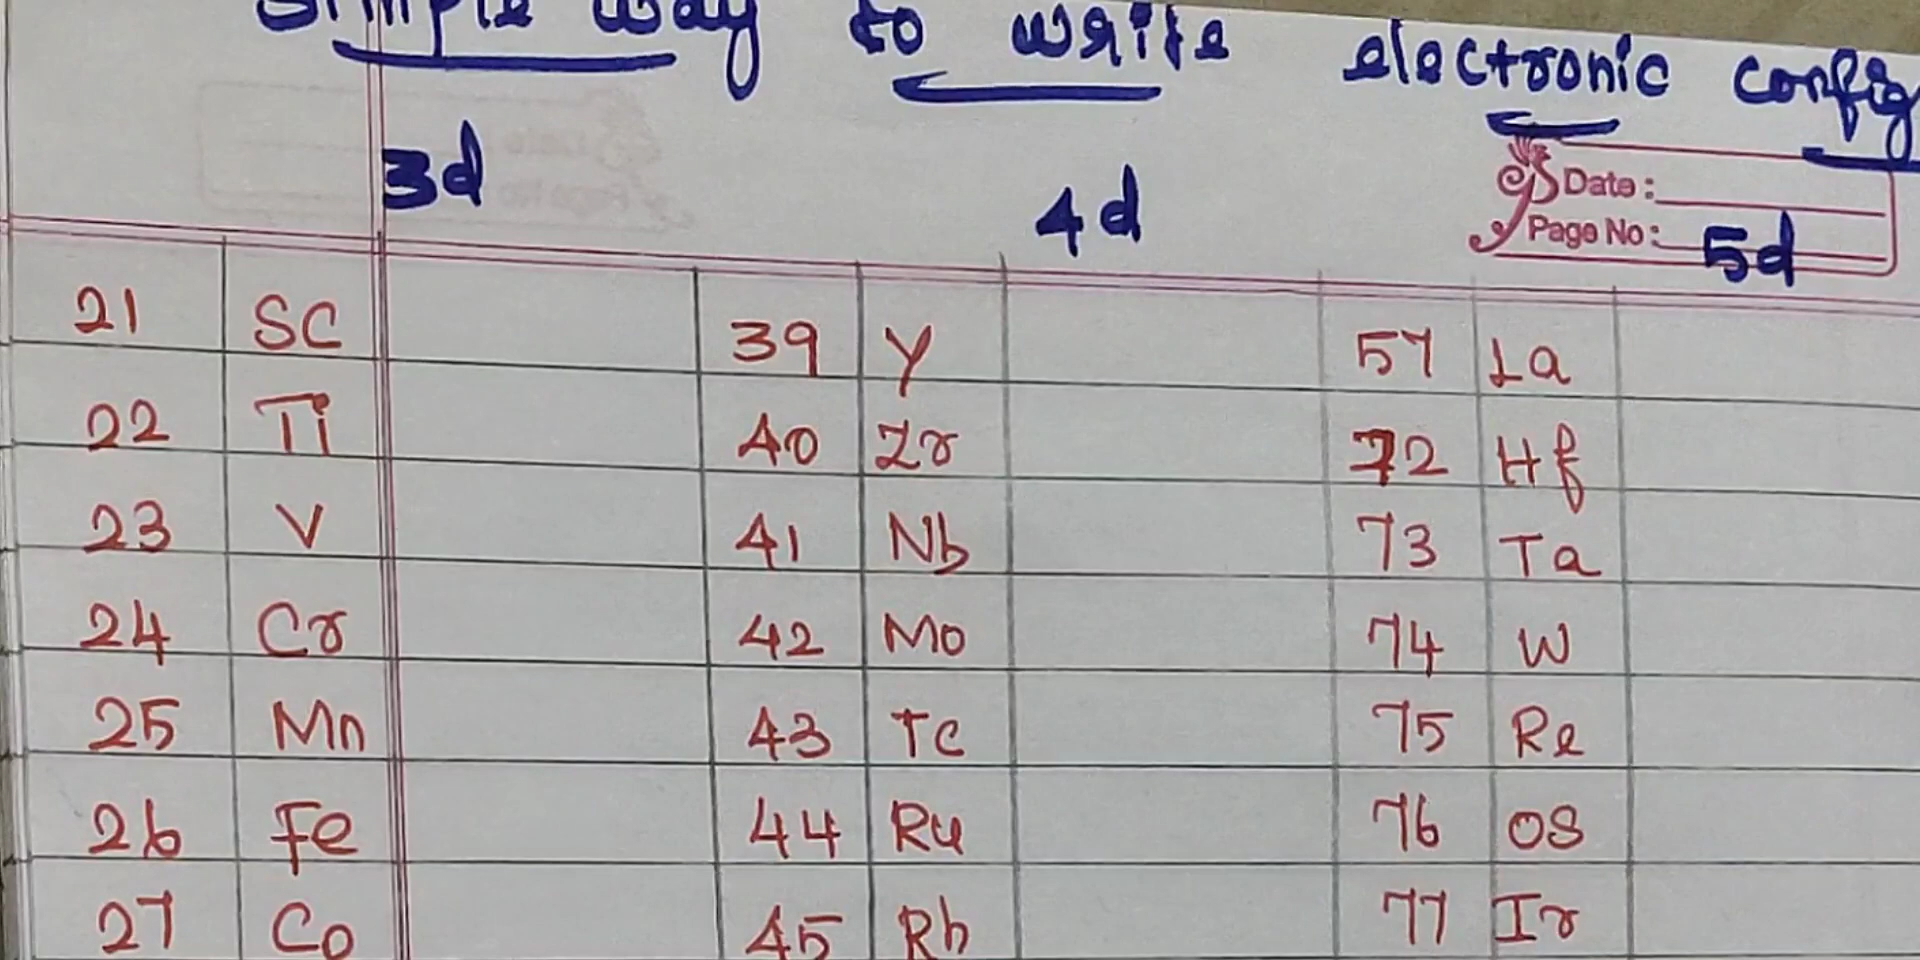 Simple way to write electronic config
3d 4d 5d
Date:
Page No:
21 SC 39 Y 57 La
22 Ti 40 Zr 72 Hf
23 V 41 Nb 73 Ta
24 Cr 42 Mo 74 W
25 Mn 43 Tc 75 Re
26 Fe 44 Ru 76 OS
27 Co 45 Rh 77 Ir